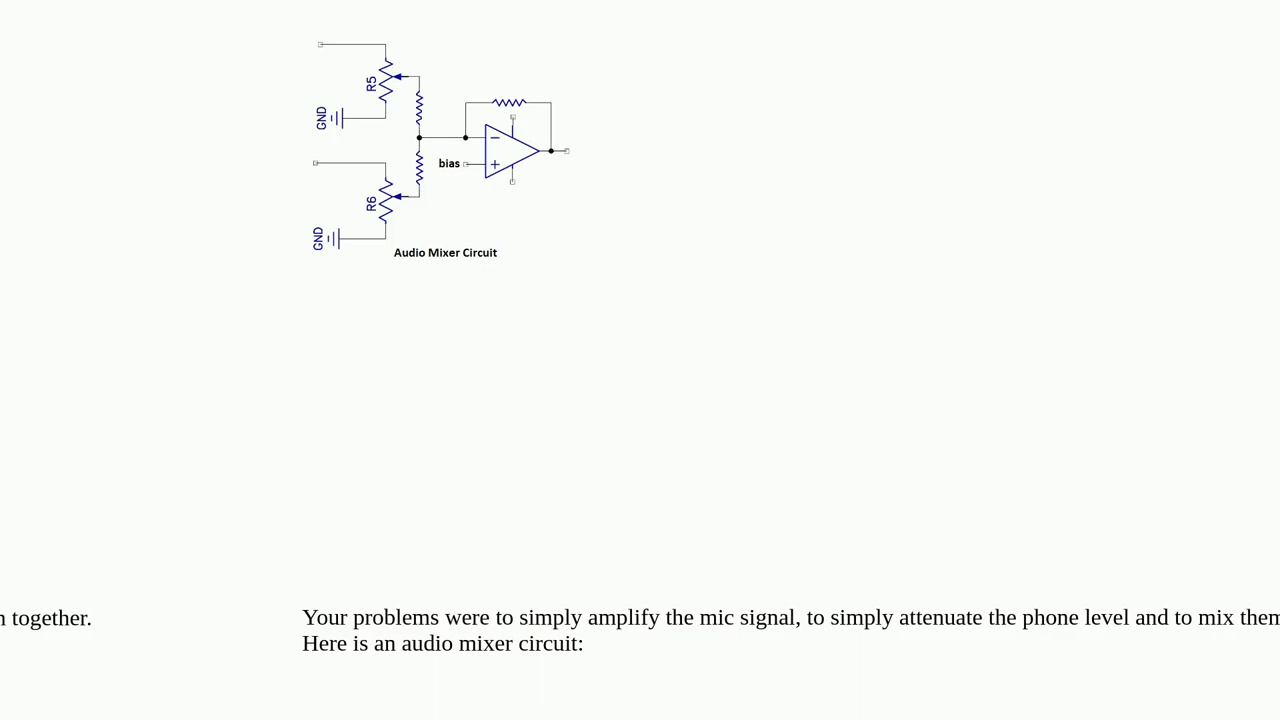 R5
GND
bias
R6
GND
Audio Mixer Circuit
together.
Your problems were to simply amplify the mic signal, to simply attenuate the phone level and to mix them
Here is an audio mixer circuit: